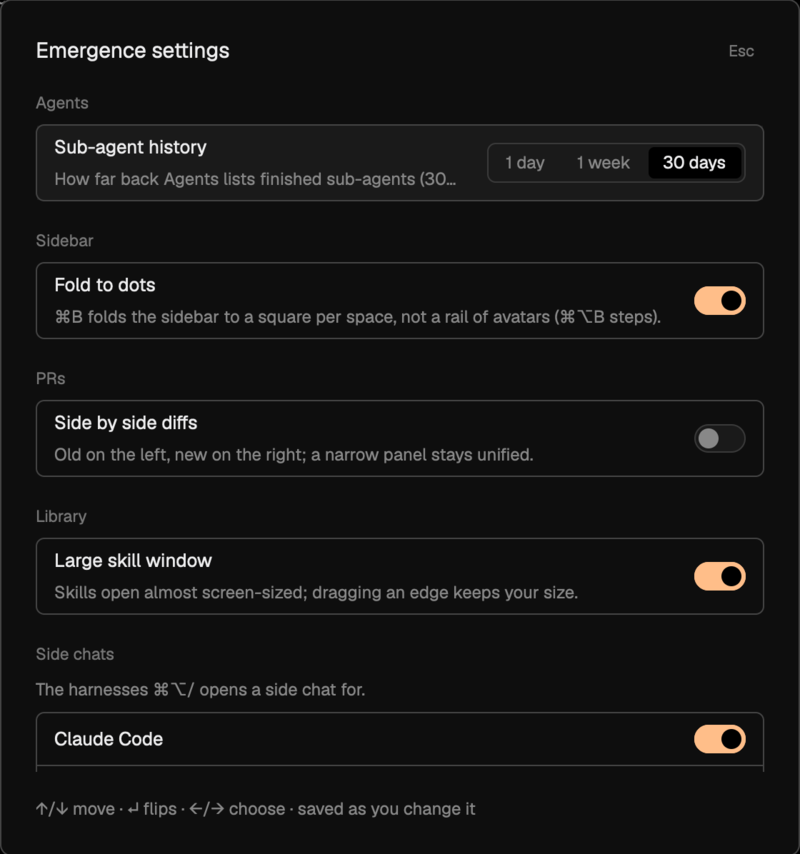 Emergence settings
Esc
Agents
Sub-agent history
How far back Agents lists finished sub-agents (30…
1 day
1 week
30 days
Sidebar
Fold to dots
⌘B folds the sidebar to a square per space, not a rail of avatars (⌘⌥B steps).
PRs
Side by side diffs
Old on the left, new on the right; a narrow panel stays unified.
Library
Large skill window
Skills open almost screen-sized; dragging an edge keeps your size.
Side chats
The harnesses ⌘⌥/ opens a side chat for.
Claude Code
↑/↓ move · ↵ flips · ←/→ choose · saved as you change it